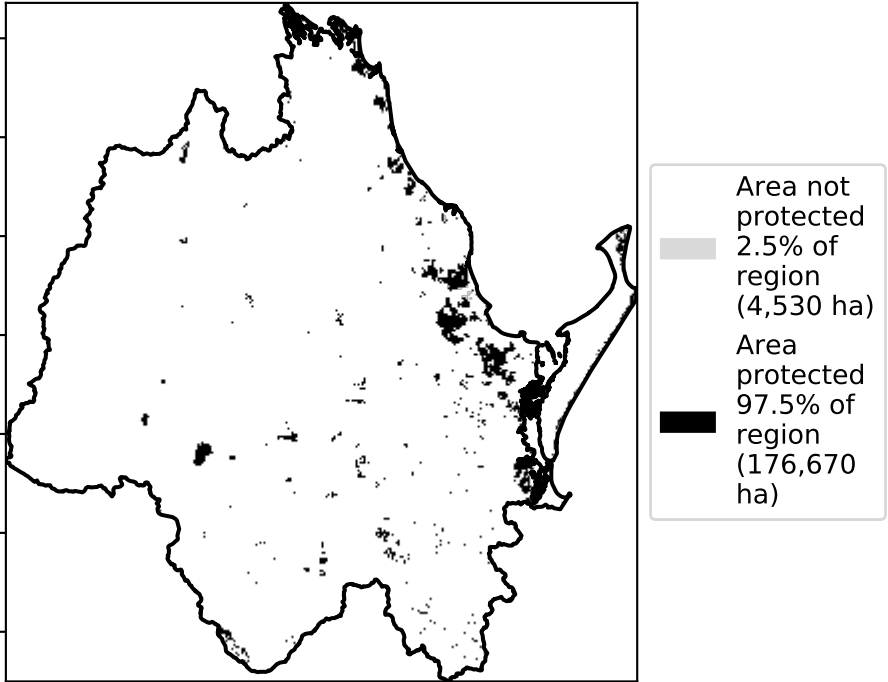 Area not
protected
2.5% of
region
(4,530 ha)
Area
protected
97.5% of
region
(176,670
ha)